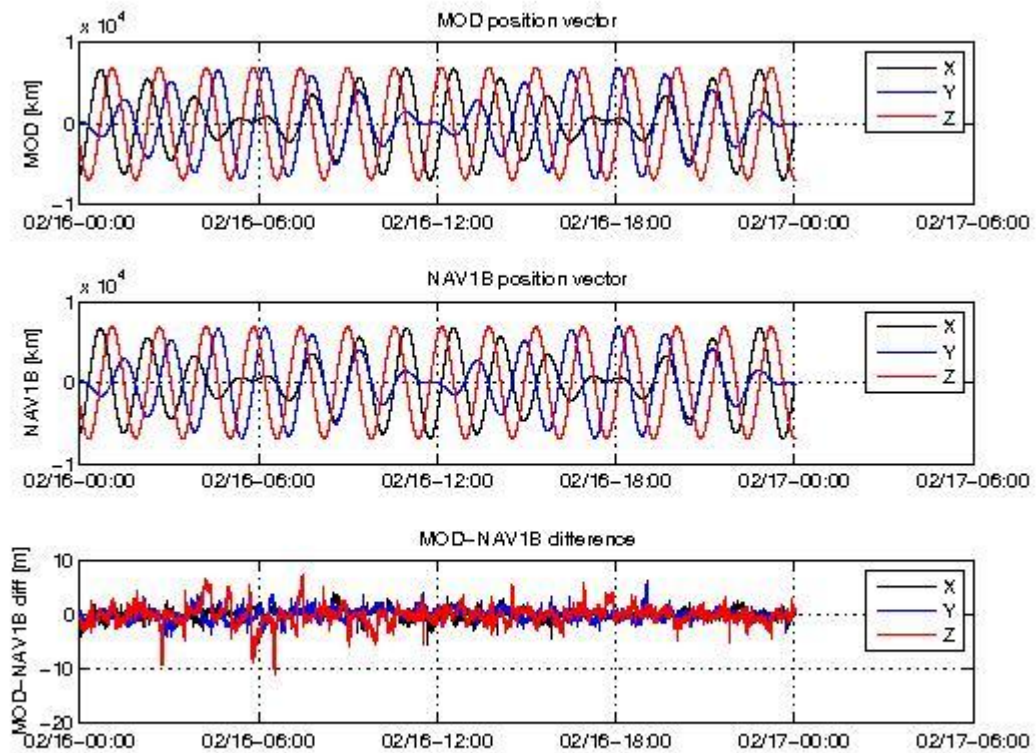 MOD position vector
x 10^4
1
0
−1
MOD [km]
02/16−00:00 02/16−06:00 02/16−12:00 02/16−18:00 02/17−00:00 02/17−06:00
X
Y
Z
NAV1B position vector
x 10^4
1
0
−1
NAV1B [km]
02/16−00:00 02/16−06:00 02/16−12:00 02/16−18:00 02/17−00:00 02/17−06:00
X
Y
Z
MOD−NAV1B difference
10
0
−10
−20
MOD−NAV1B diff [m]
02/16−00:00 02/16−06:00 02/16−12:00 02/16−18:00 02/17−00:00 02/17−06:00
X
Y
Z